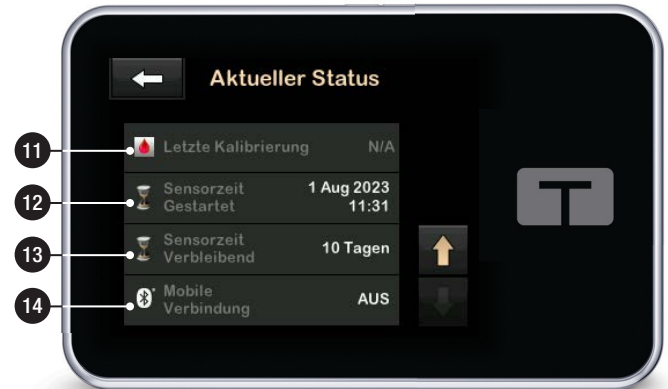 Aktueller Status
11
Letzte Kalibrierung N/A
12
Sensorzeit
Gestartet
1 Aug 2023
11:31
13
Sensorzeit
Verbleibend
10 Tagen
14
Mobile
Verbindung
AUS